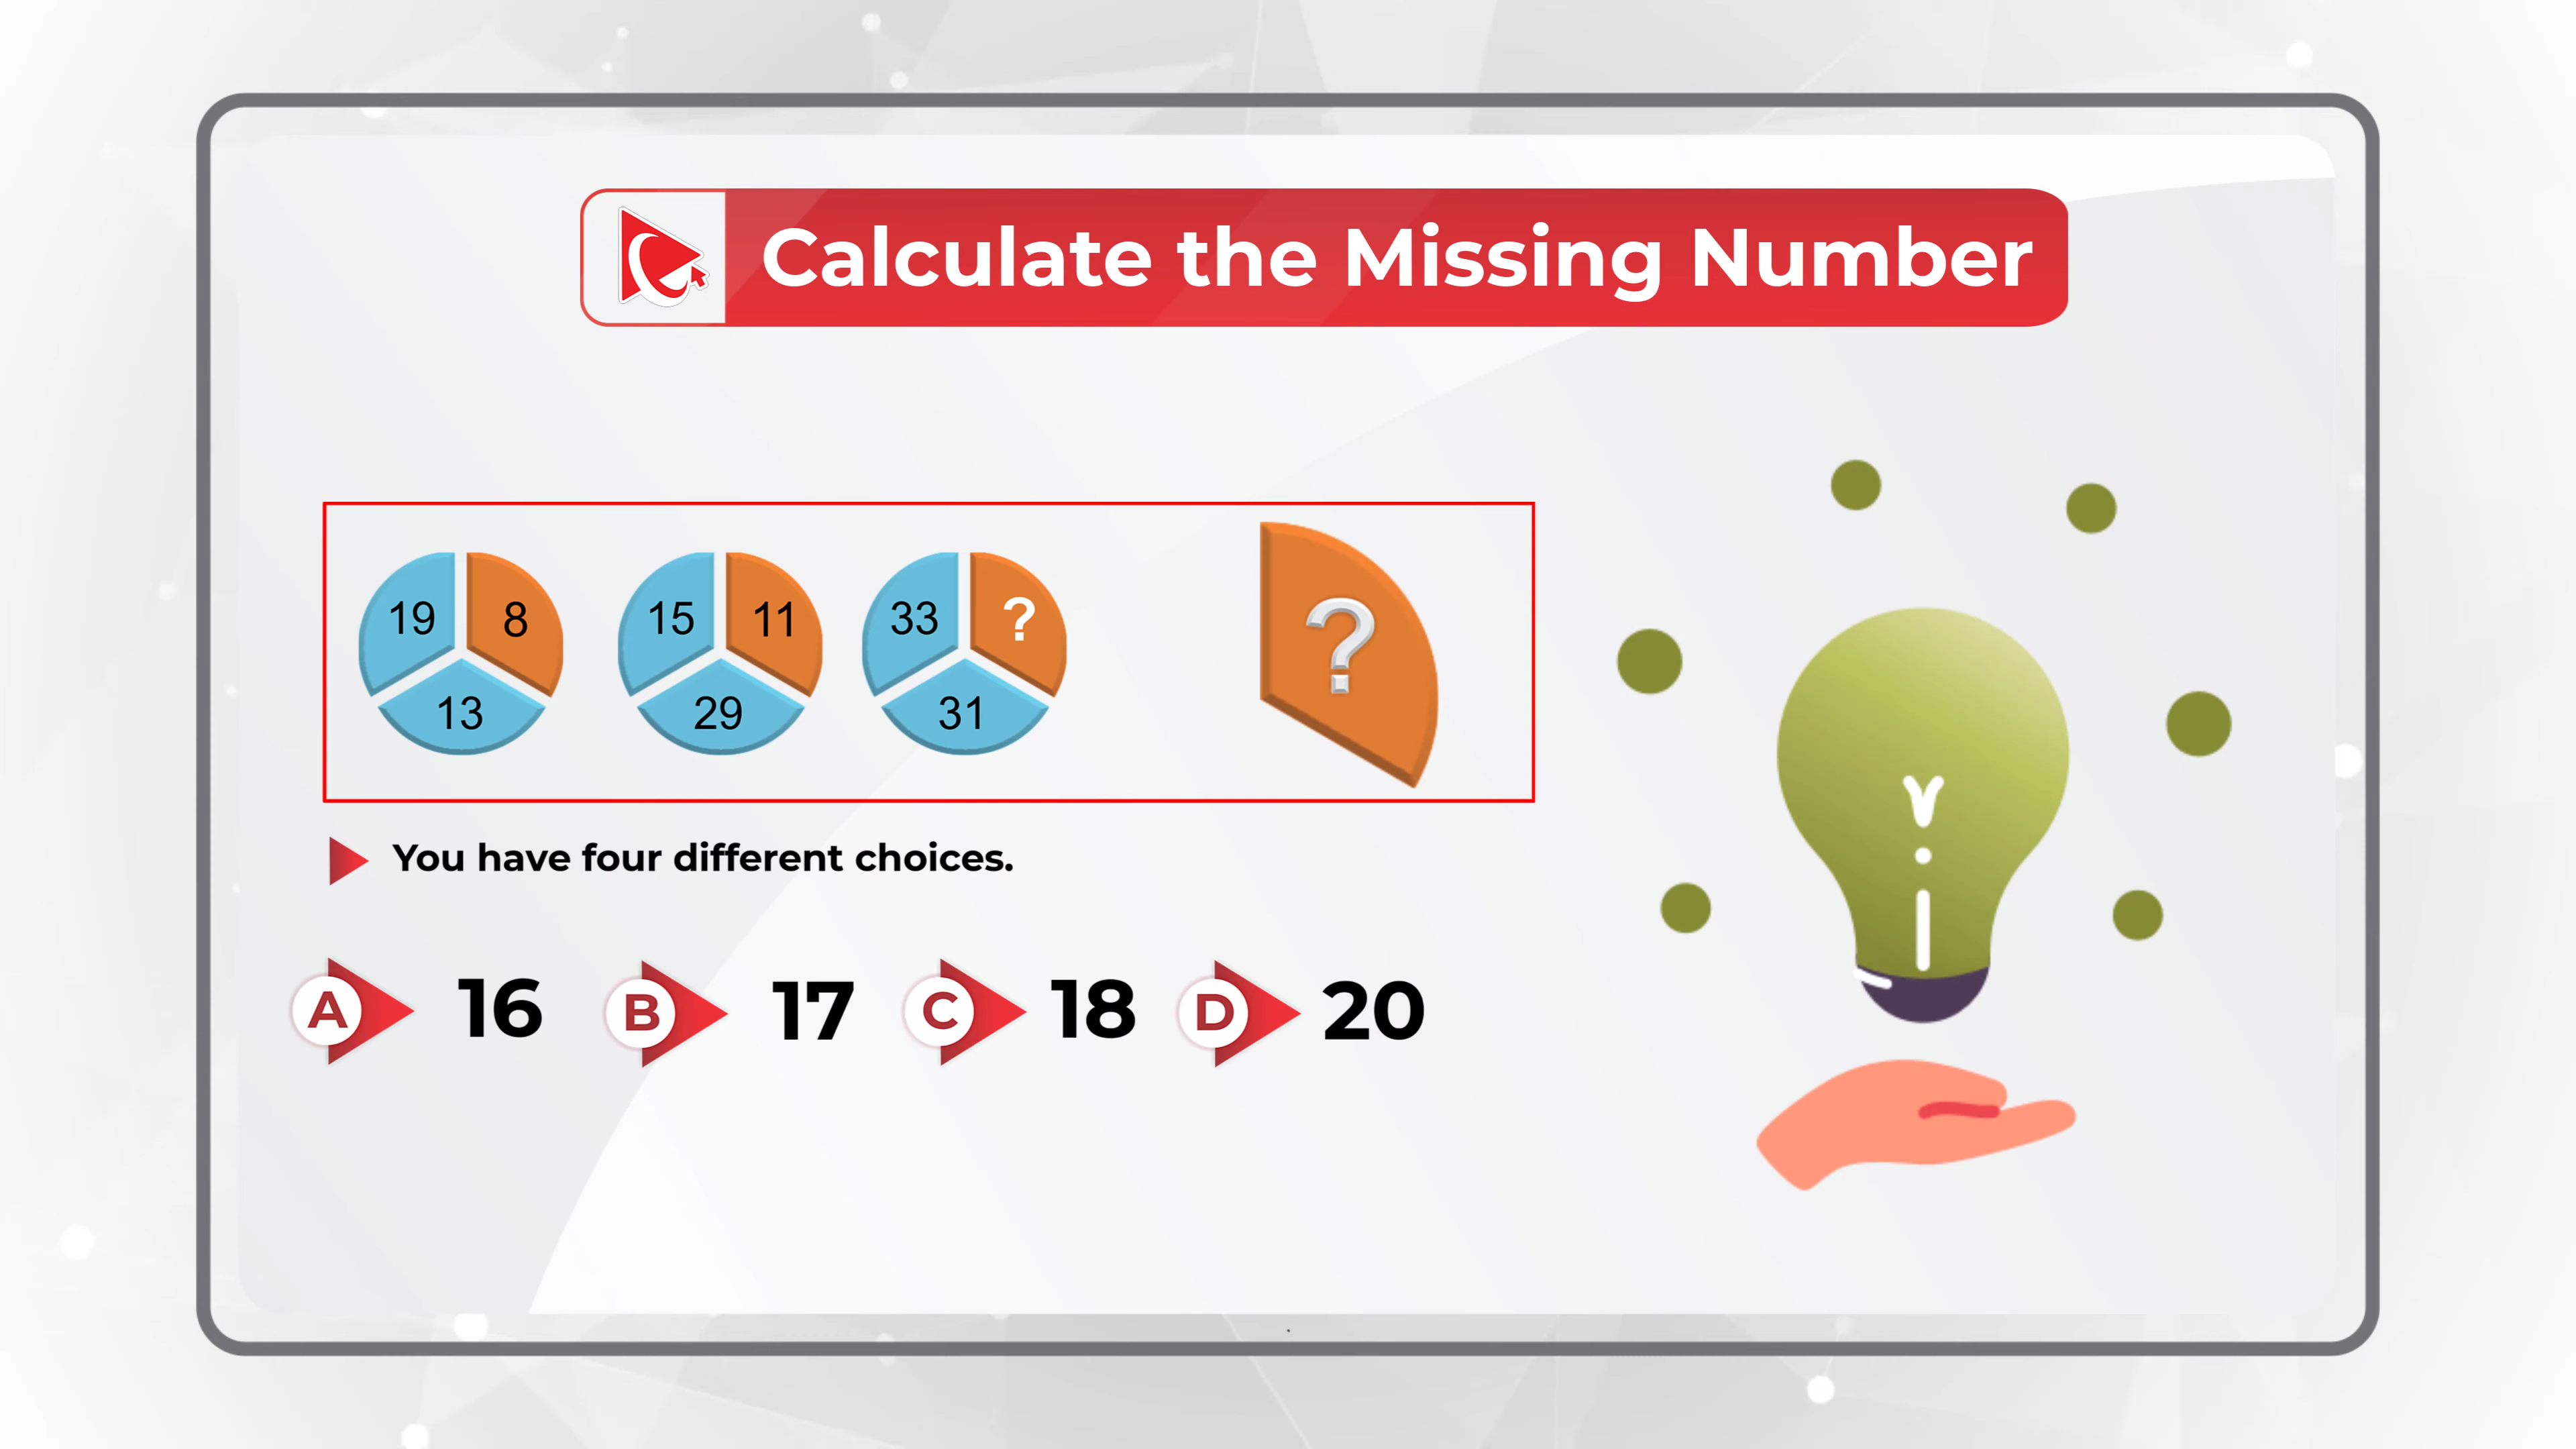 Calculate the Missing Number
19 8 15 11 33 ?
13 29 31
?
You have four different choices.
A 16 B 17 C 18 D 20